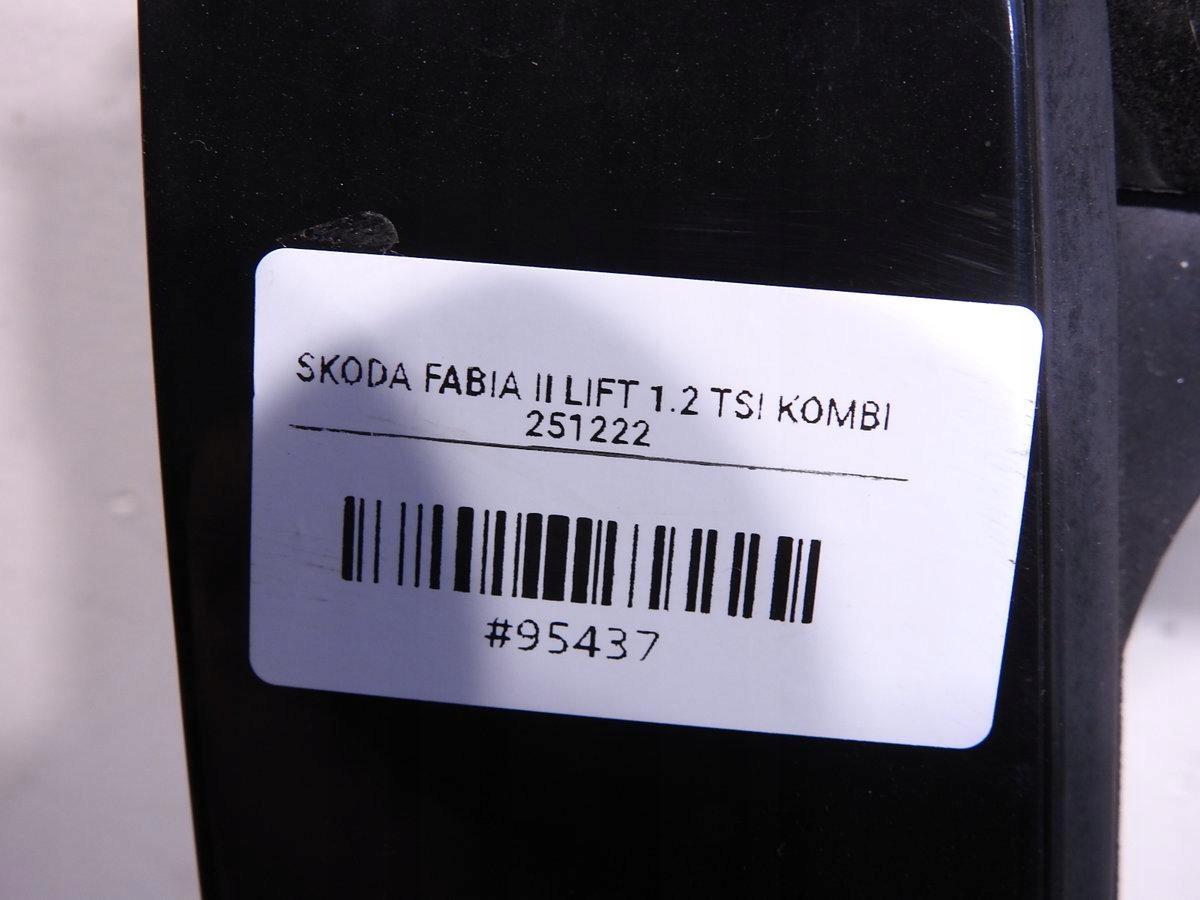 SKODA FABIA II LIFT 1.2 TSI KOMBI
251222
#95437